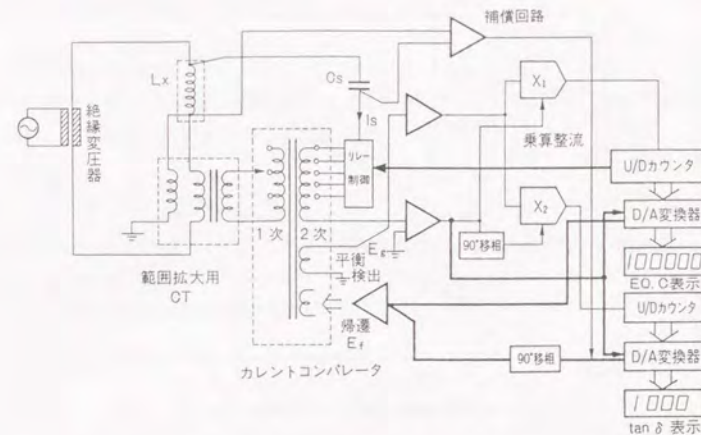 補償回路
Lx
Cs
Is
X₁
乗算整流
絶縁変圧器
リレー
制御
U/Dカウンタ
X₂
D/A変換器
1次
2次
Eg
90°移相
100000
EQ.C表示
平衡
検出
範囲拡大用
CT
U/Dカウンタ
帰還
Ef
D/A変換器
90°移相
カレントコンパレータ
1000
tan δ 表示